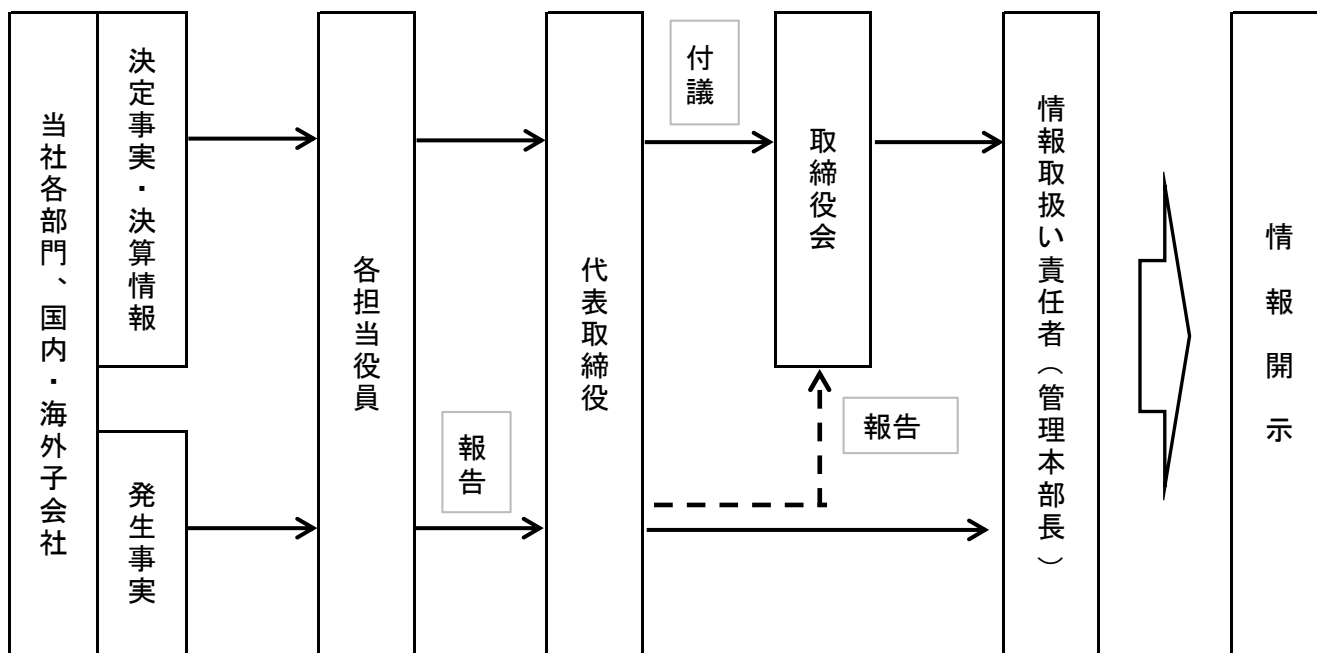 当社各部門、国内・海外子会社
決定事実・決算情報
発生事実
各担当役員
報告
代表取締役
付議
取締役会
報告
情報取扱い責任者（管理本部長）
情報開示